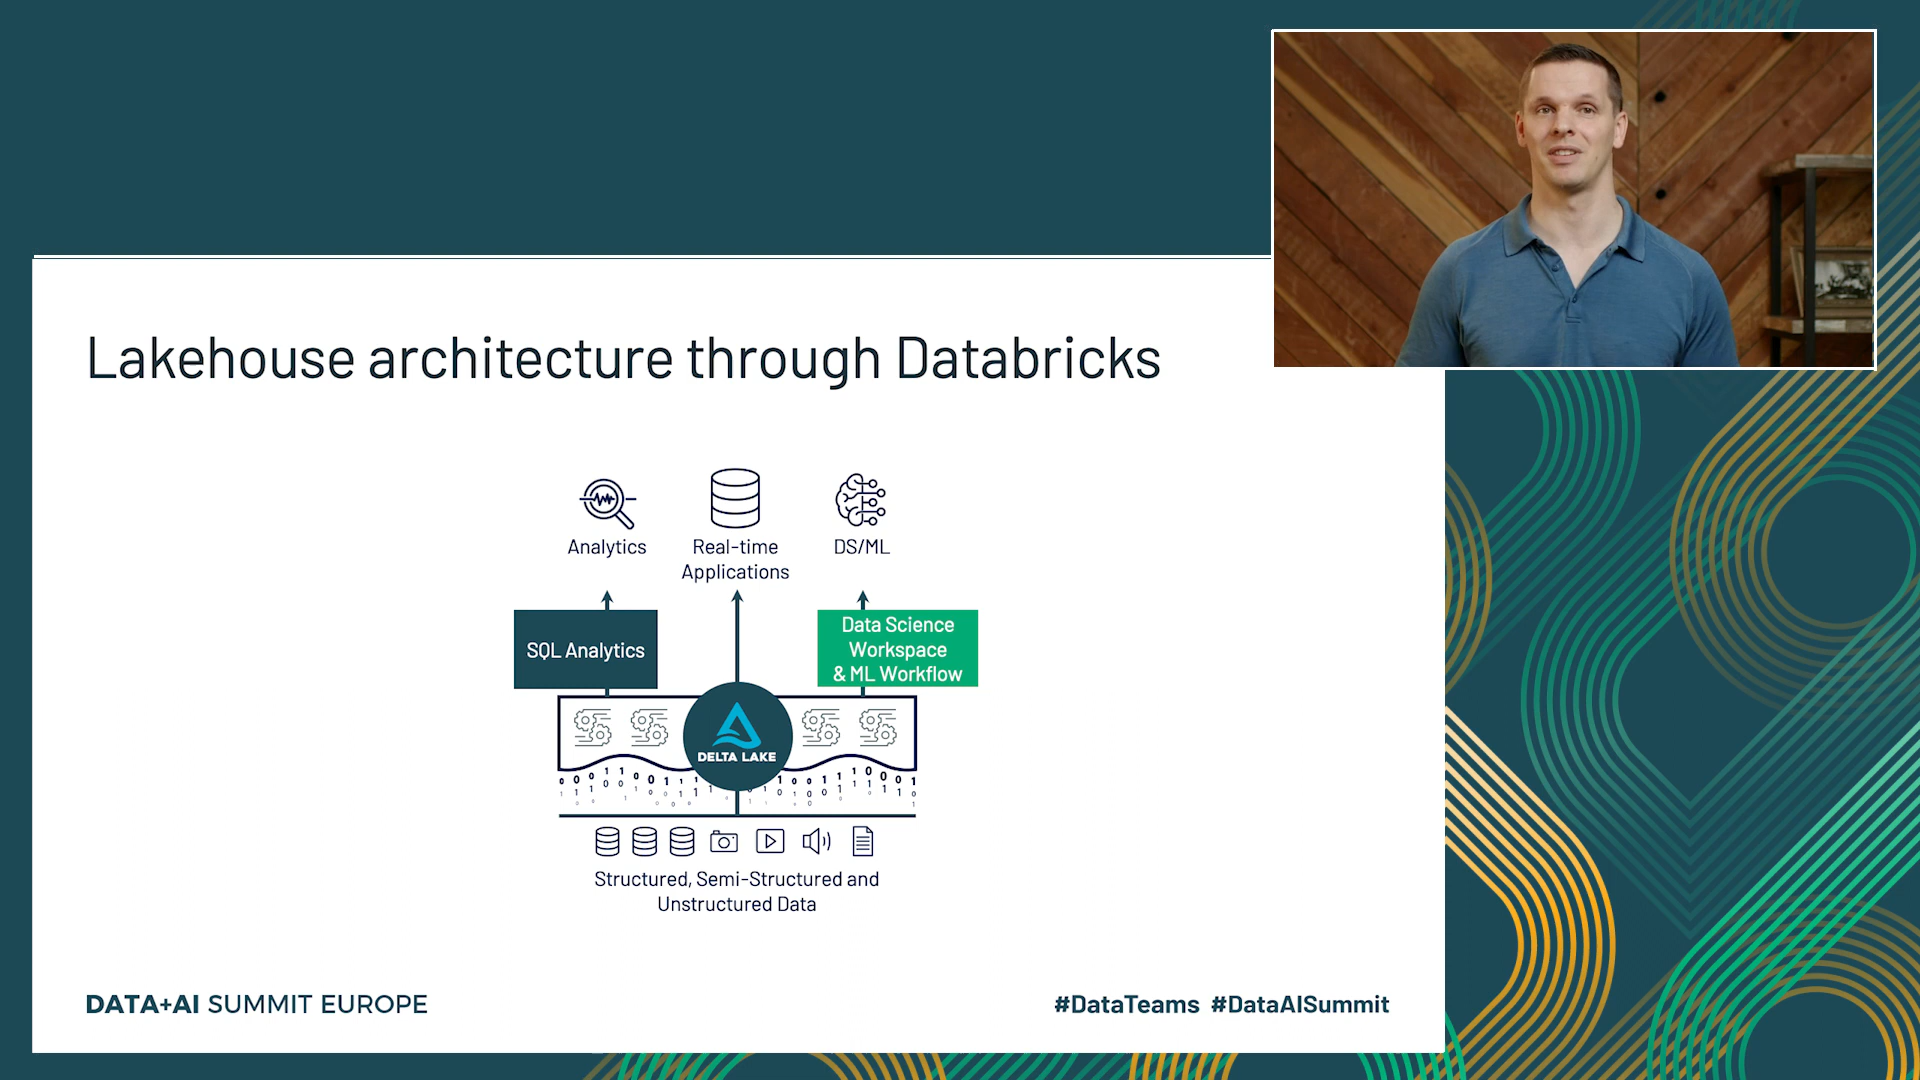 Lakehouse architecture through Databricks
Analytics
Real-time
Applications
DS/ML
SQL Analytics
Data Science
Workspace
& ML Workflow
DELTA LAKE
Structured, Semi-Structured and
Unstructured Data
DATA+AI SUMMIT EUROPE
#DataTeams #DataAISummit